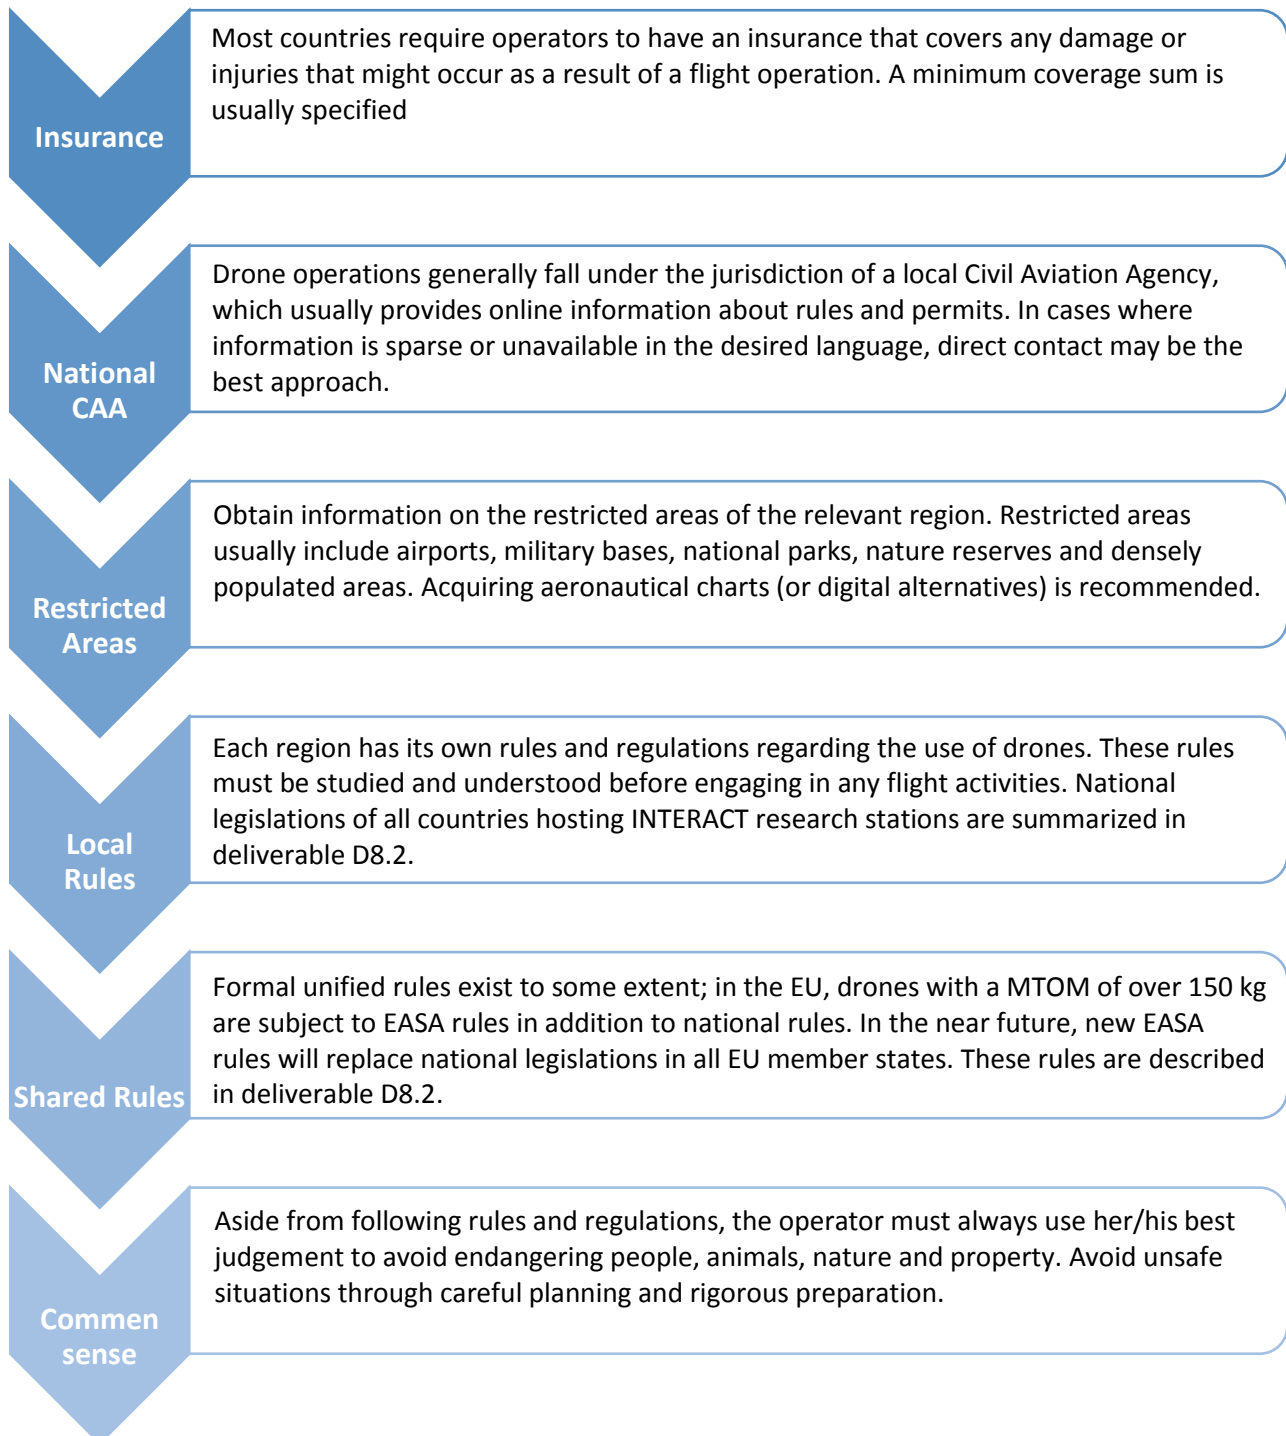 Insurance
Most countries require operators to have an insurance that covers any damage or
injuries that might occur as a result of a flight operation. A minimum coverage sum is
usually specified
National
CAA
Drone operations generally fall under the jurisdiction of a local Civil Aviation Agency,
which usually provides online information about rules and permits. In cases where
information is sparse or unavailable in the desired language, direct contact may be the
best approach.
Restricted
Areas
Obtain information on the restricted areas of the relevant region. Restricted areas
usually include airports, military bases, national parks, nature reserves and densely
populated areas. Acquiring aeronautical charts (or digital alternatives) is recommended.
Local
Rules
Each region has its own rules and regulations regarding the use of drones. These rules
must be studied and understood before engaging in any flight activities. National
legislations of all countries hosting INTERACT research stations are summarized in
deliverable D8.2.
Shared Rules
Formal unified rules exist to some extent; in the EU, drones with a MTOM of over 150 kg
are subject to EASA rules in addition to national rules. In the near future, new EASA
rules will replace national legislations in all EU member states. These rules are described
in deliverable D8.2.
Commen
sense
Aside from following rules and regulations, the operator must always use her/his best
judgement to avoid endangering people, animals, nature and property. Avoid unsafe
situations through careful planning and rigorous preparation.